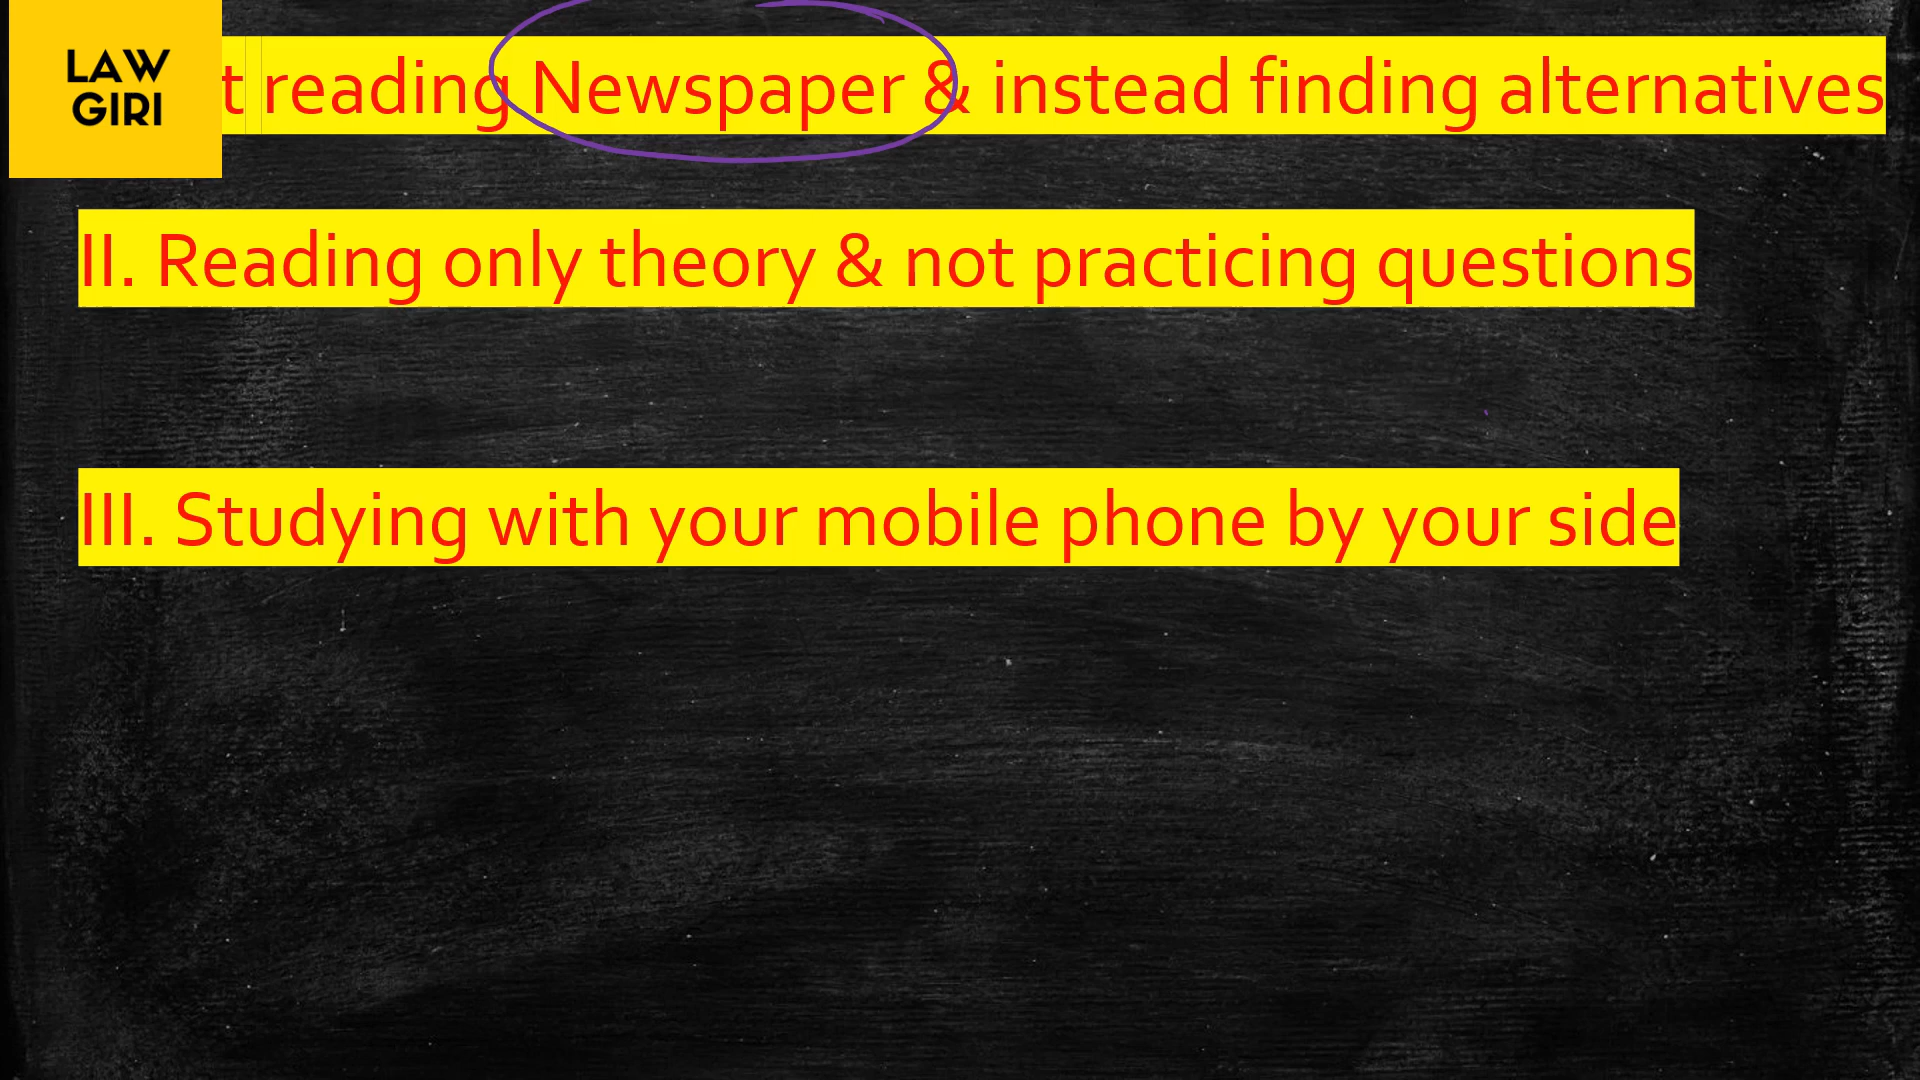 LAW
GIRI
t reading Newspaper & instead finding alternatives
II. Reading only theory & not practicing questions
III. Studying with your mobile phone by your side